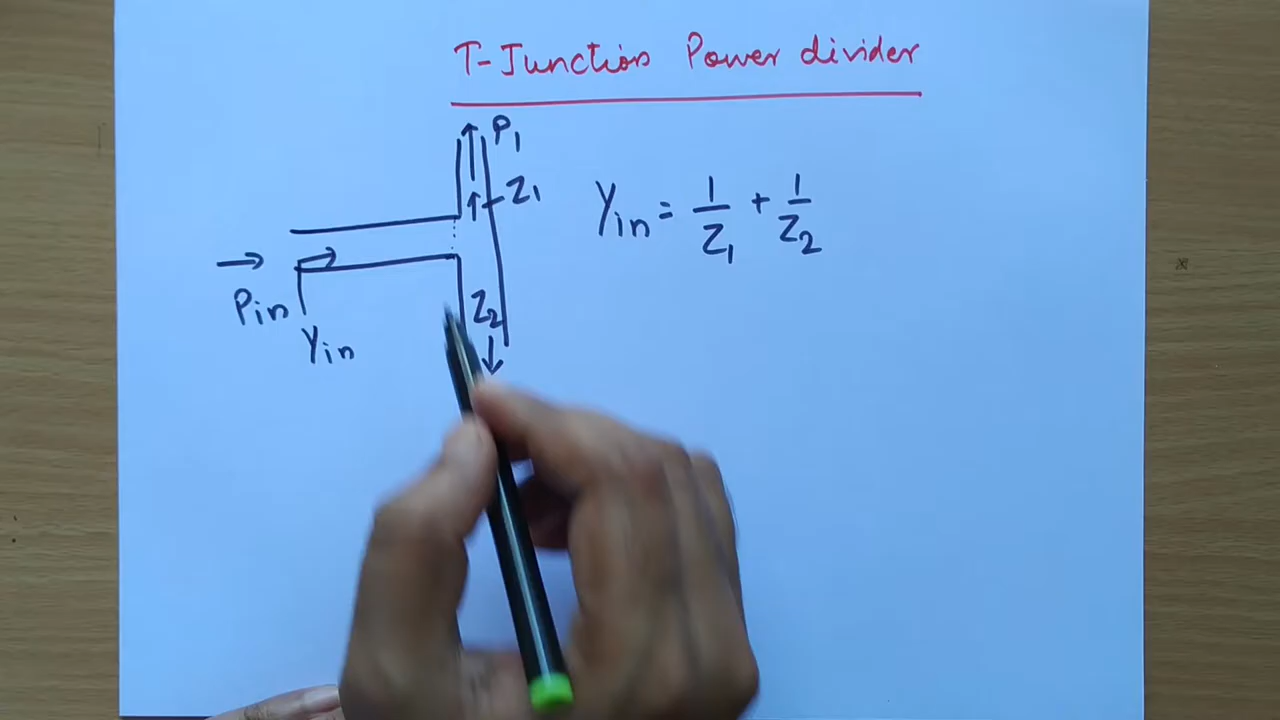 T-Junction Power divider
P1
Z1
Yin = 1/Z1 + 1/Z2
Pin
Z2
Yin